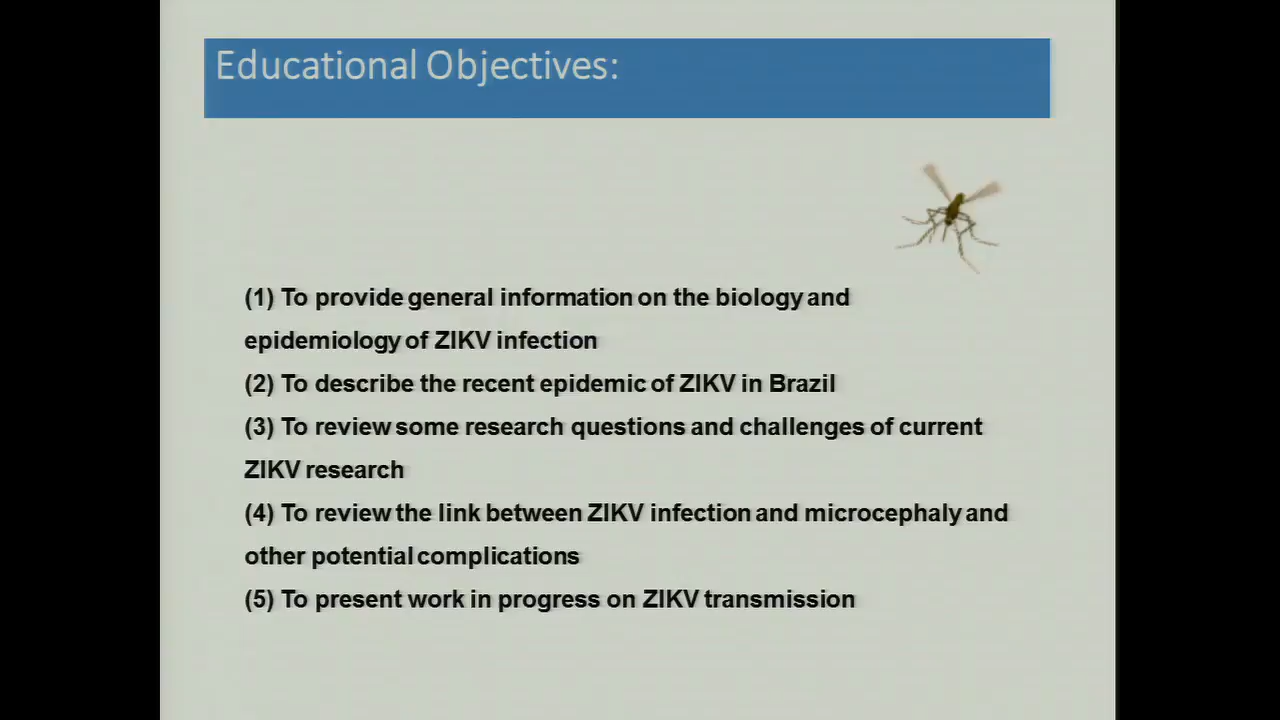 Educational Objectives:
(1) To provide general information on the biology and
epidemiology of ZIKV infection
(2) To describe the recent epidemic of ZIKV in Brazil
(3) To review some research questions and challenges of current
ZIKV research
(4) To review the link between ZIKV infection and microcephaly and
other potential complications
(5) To present work in progress on ZIKV transmission